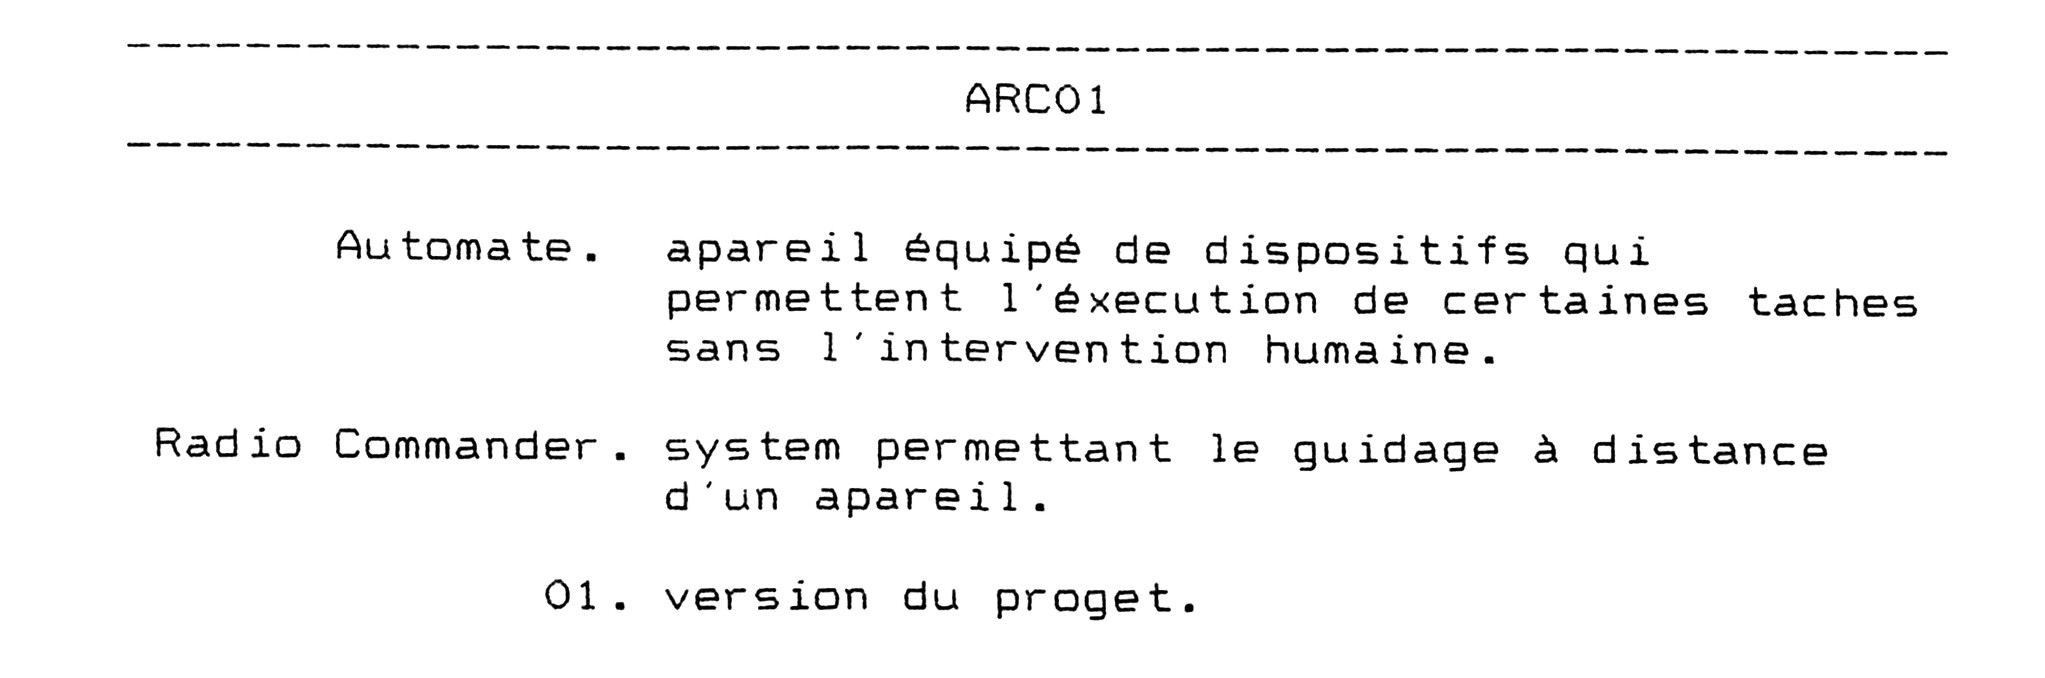 ARC01
Automate. apareil équipé de dispositifs qui
permettent l'éxecution de certaines taches
sans l'intervention humaine.
Radio Commander. system permettant le guidage à distance
d'un apareil.
01. version du proget.